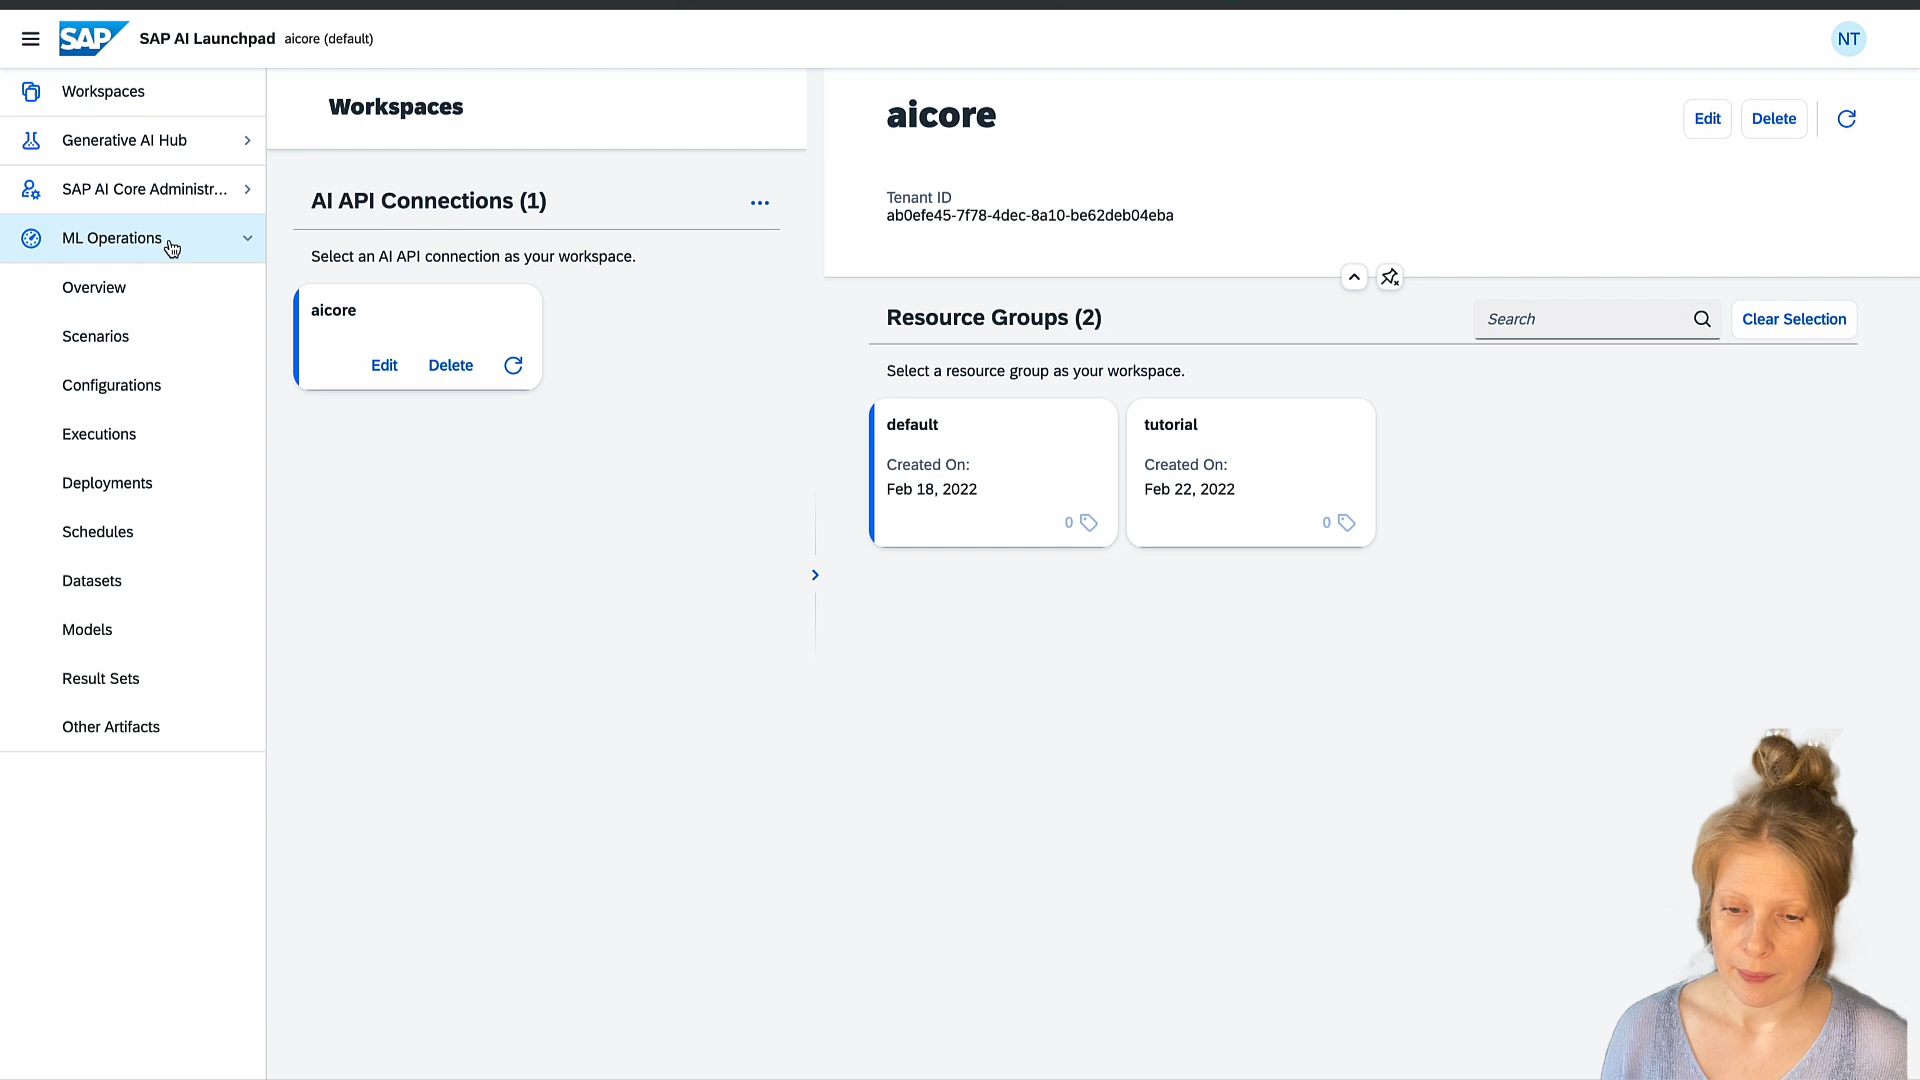 SAP
SAP AI Launchpad
aicore (default)
NT
Workspaces
Generative AI Hub
SAP AI Core Administr...
ML Operations
Overview
Scenarios
Configurations
Executions
Deployments
Schedules
Datasets
Models
Result Sets
Other Artifacts
Workspaces
AI API Connections (1)
Select an AI API connection as your workspace.
aicore
Edit
Delete
aicore
Edit
Delete
Tenant ID
ab0efe45-7f78-4dec-8a10-be62deb04eba
Resource Groups (2)
Search
Clear Selection
Select a resource group as your workspace.
default
Created On:
Feb 18, 2022
0
tutorial
Created On:
Feb 22, 2022
0